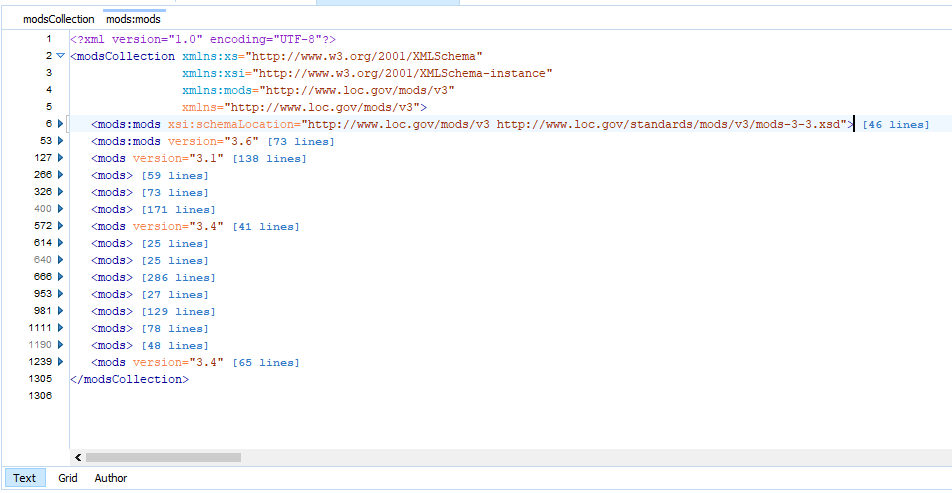 modsCollection mods:mods
1 <?xml version="1.0" encoding="UTF-8"?>
2 <modsCollection xmlns:xs="http://www.w3.org/2001/XMLSchema"
3 xmlns:xsi="http://www.w3.org/2001/XMLSchema-instance"
4 xmlns:mods="http://www.loc.gov/mods/v3"
5 xmlns="http://www.loc.gov/mods/v3">
6 <mods:mods xsi:schemaLocation="http://www.loc.gov/mods/v3 http://www.loc.gov/standards/mods/v3/mods-3-3.xsd"> [46 lines]
53 <mods:mods version="3.6" [73 lines]
127 <mods version="3.1" [138 lines]
266 <mods> [59 lines]
326 <mods> [73 lines]
400 <mods> [171 lines]
572 <mods version="3.4" [41 lines]
614 <mods> [25 lines]
640 <mods> [25 lines]
666 <mods> [286 lines]
953 <mods> [27 lines]
981 <mods> [129 lines]
1111 <mods> [78 lines]
1190 <mods> [48 lines]
1239 <mods version="3.4" [65 lines]
1305 </modsCollection>
1306
Text Grid Author